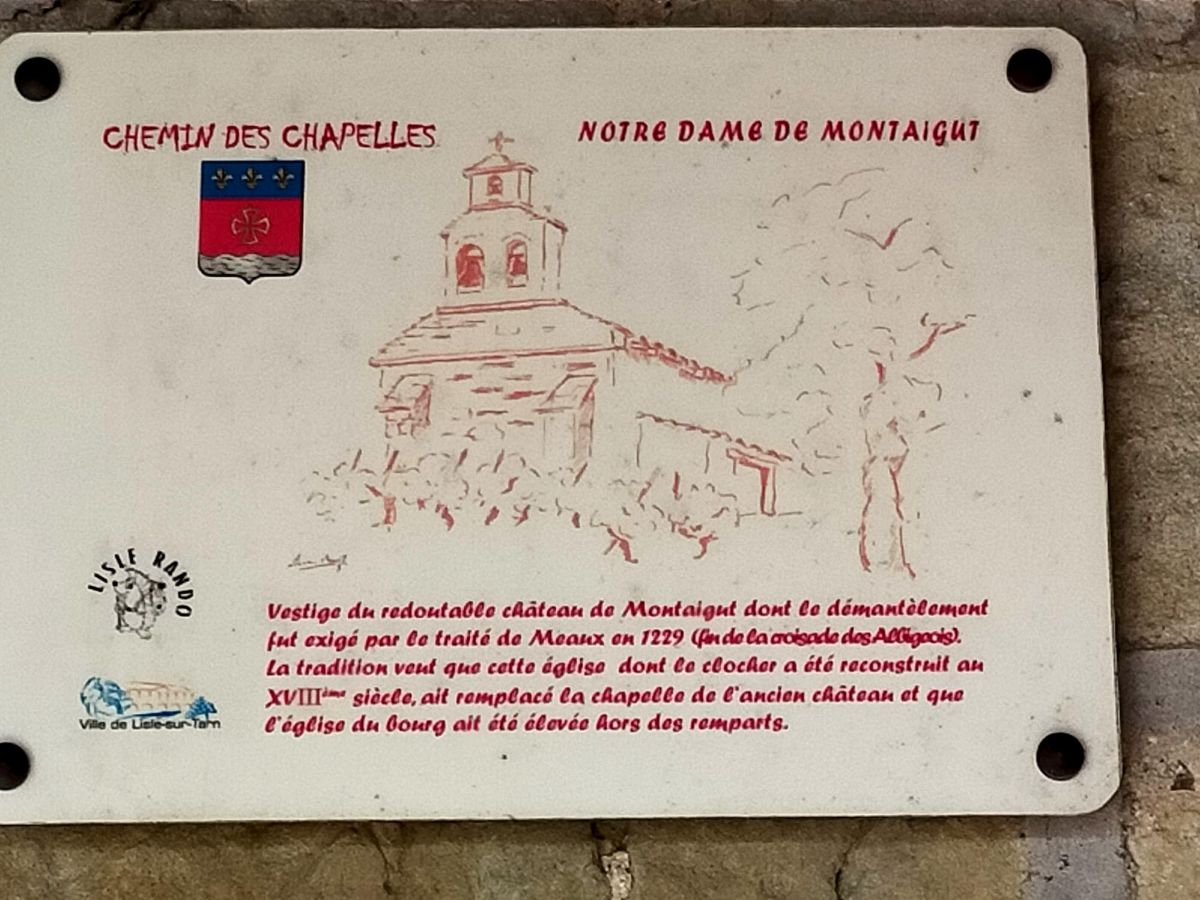 CHEMIN DES CHAPELLES
NOTRE DAME DE MONTAIGUT
LISLE RANDO
Ville de Lisle-sur-Tarn
Vestige du redoutable château de Montaigut dont le démantèlement
fut exigé par le traité de Meaux en 1229 (fin de la croisade des Albigeois).
La tradition veut que cette église dont le clocher a été reconstruit au
XVIIIème siècle, ait remplacé la chapelle de l'ancien château et que
l'église du bourg ait été élevée hors des remparts.